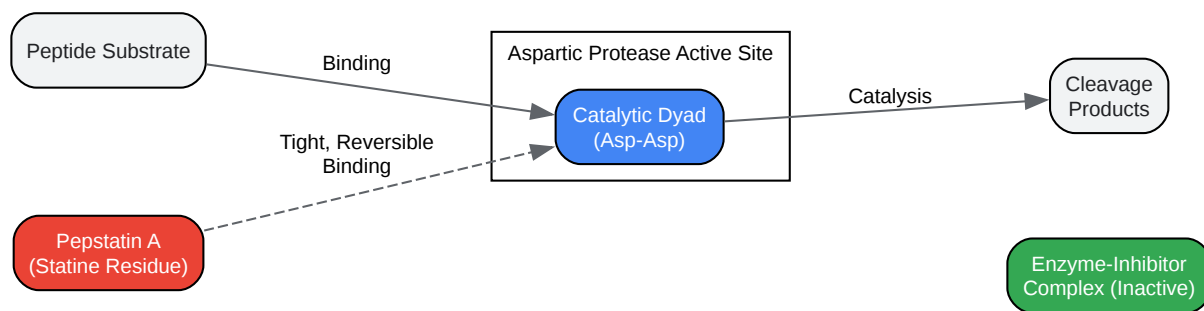 Peptide Substrate
Binding
Aspartic Protease Active Site
Catalytic Dyad
(Asp-Asp)
Catalysis
Cleavage
Products
Tight, Reversible
Binding
Pepstatin A
(Statine Residue)
Enzyme-Inhibitor
Complex (Inactive)